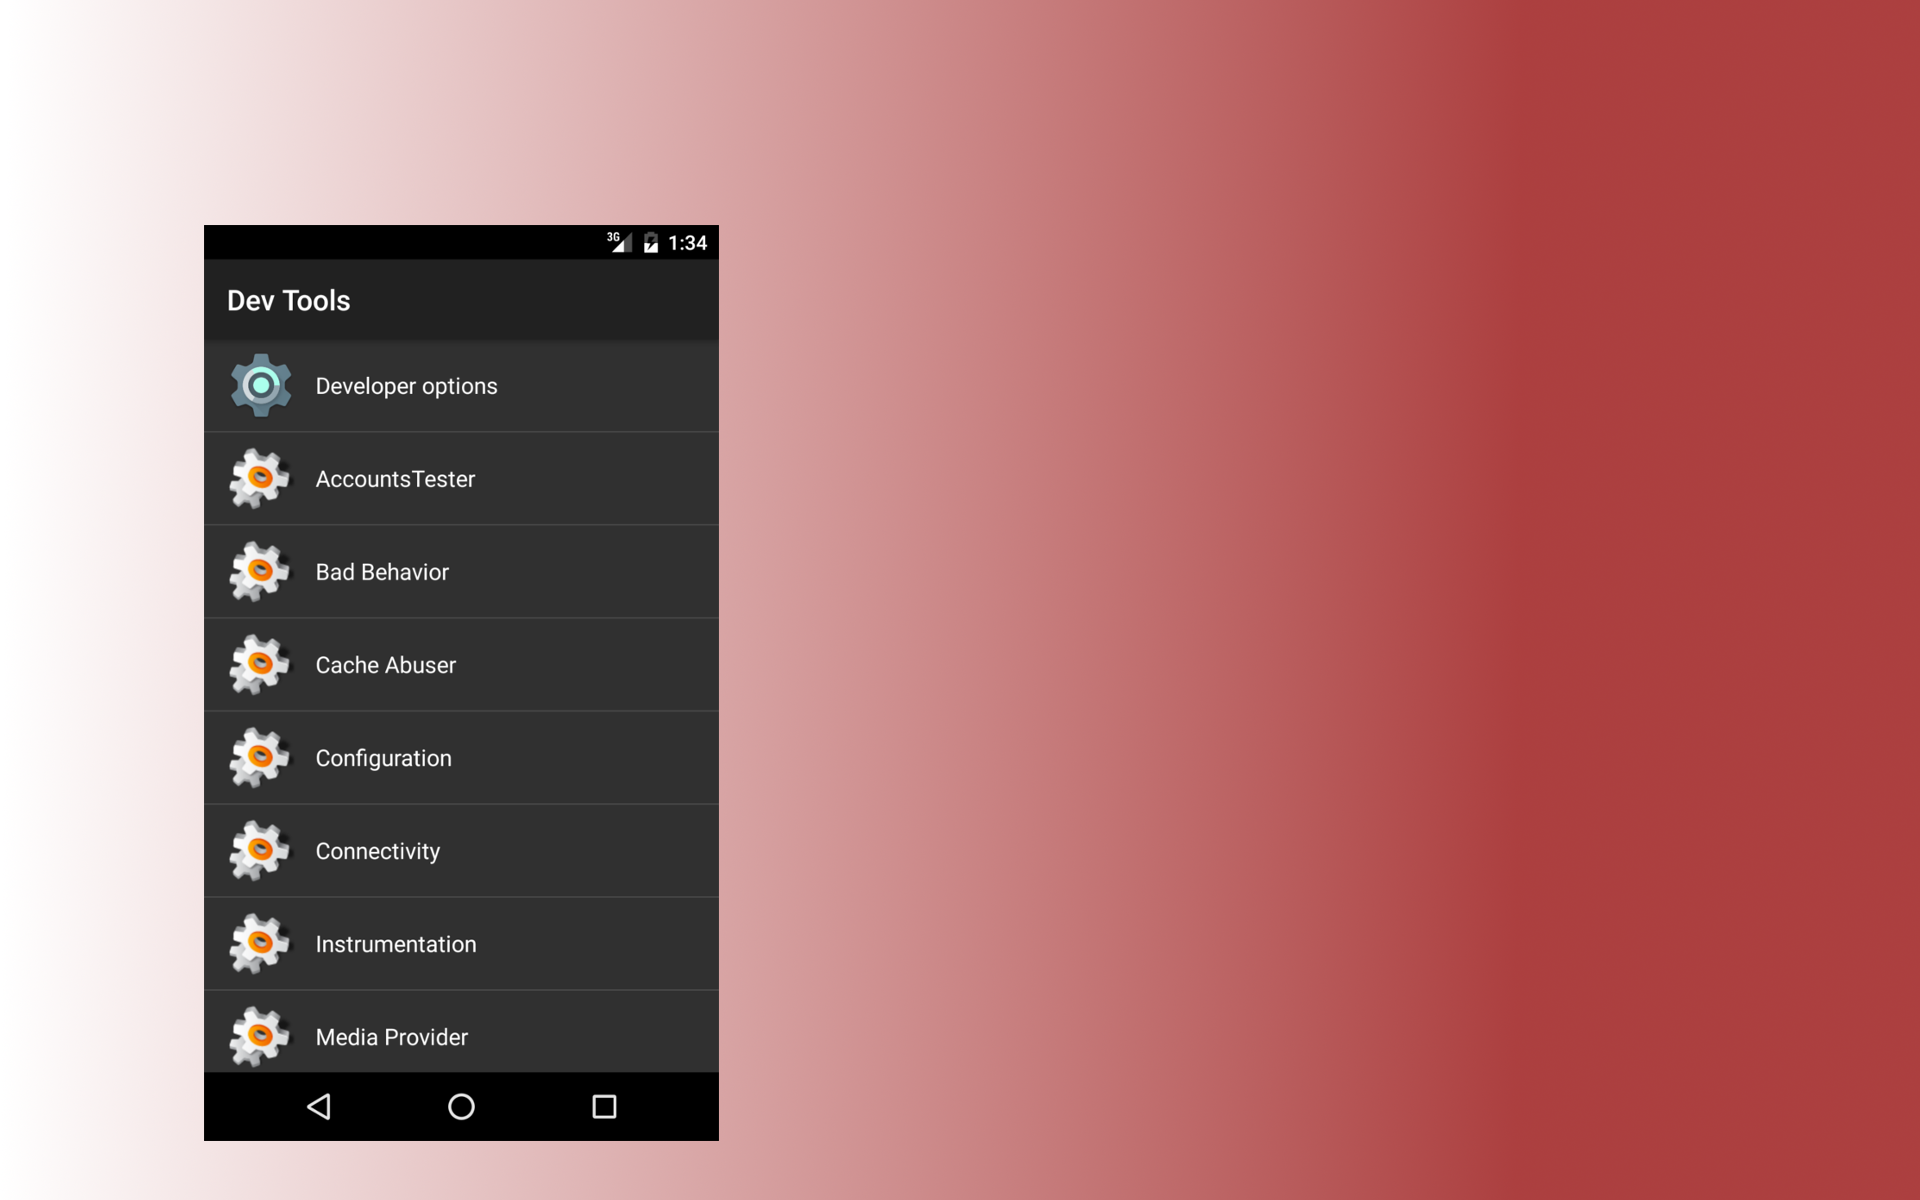 3G 1:34
Dev Tools
Developer options
AccountsTester
Bad Behavior
Cache Abuser
Configuration
Connectivity
Instrumentation
Media Provider